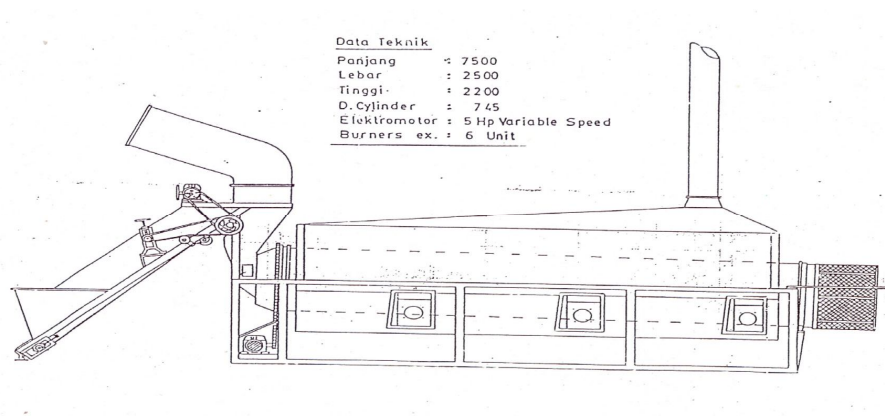 Data Teknik
Panjang : 7500
Lebar : 2500
Tinggi : 2200
D. Cylinder : 745
Elektromotor : 5 Hp Variable Speed
Burners ex. : 6 Unit